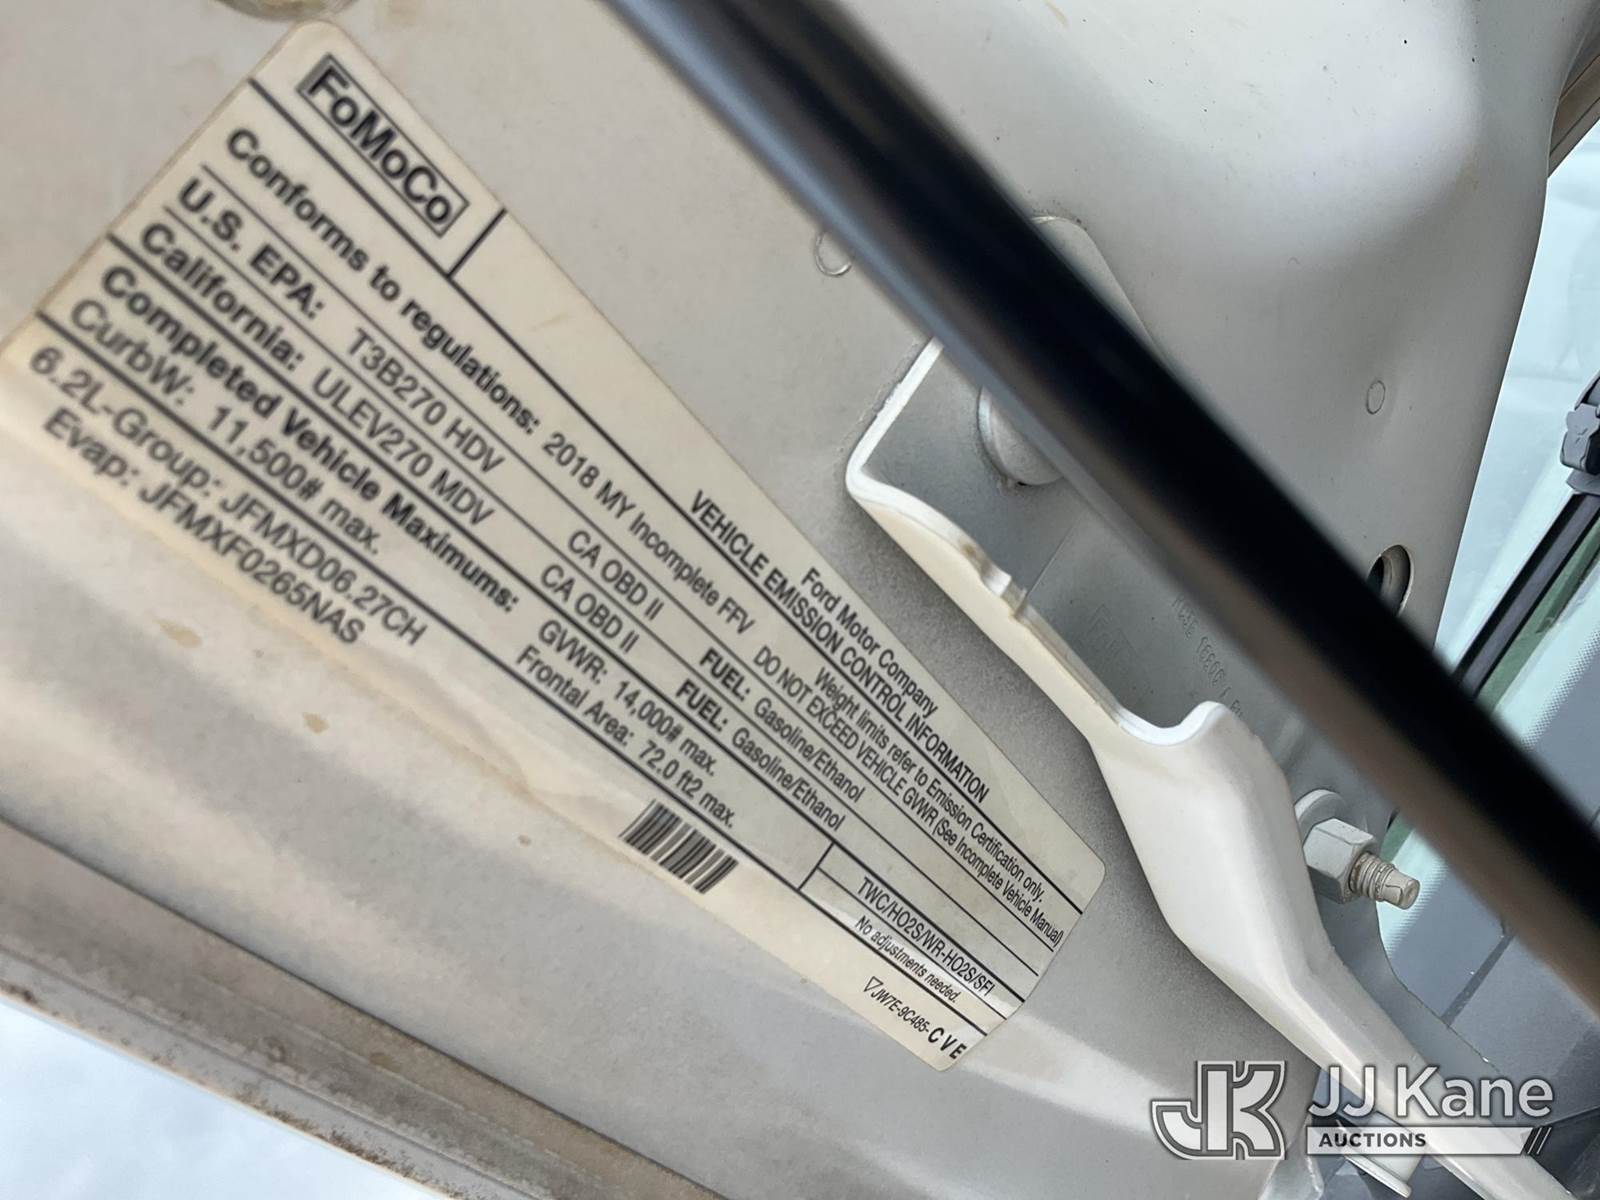 FoMoCo
Ford Motor Company
VEHICLE EMISSION CONTROL INFORMATION
Conforms to regulations: 2018 MY Incomplete FFV
Weight limits refer to Emission Certification only.
DO NOT EXCEED VEHICLE GVWR (See Incomplete Vehicle Manual)
U.S. EPA: T3B270 HDV CA OBD II FUEL: Gasoline/Ethanol
California: ULEV270 MDV CA OBD II FUEL: Gasoline/Ethanol
TWC/HO2S/WR-HO2S/SFI
Completed Vehicle Maximums: GVWR: 14,000# max.
CurbW: 11,500# max. Frontal Area: 72.0 ft2 max.
No adjustments needed.
6.2L-Group: JFMXD06.27CH
Evap: JFMXF0265NAS
JW7E-9C485-CVE
JK
JJ Kane
AUCTIONS